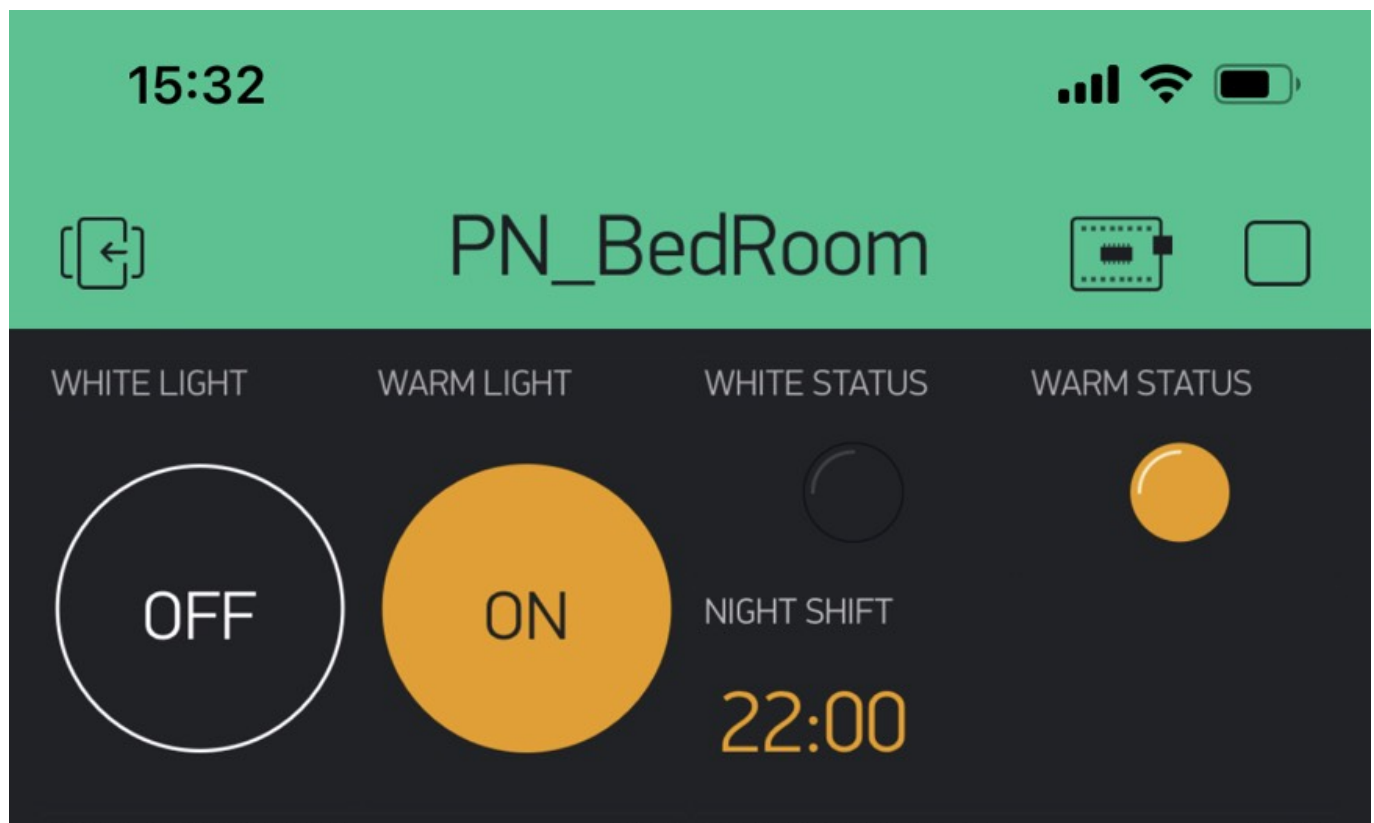 15:32
PN_BedRoom
WHITE LIGHT
WARM LIGHT
WHITE STATUS
WARM STATUS
OFF
ON
NIGHT SHIFT
22:00